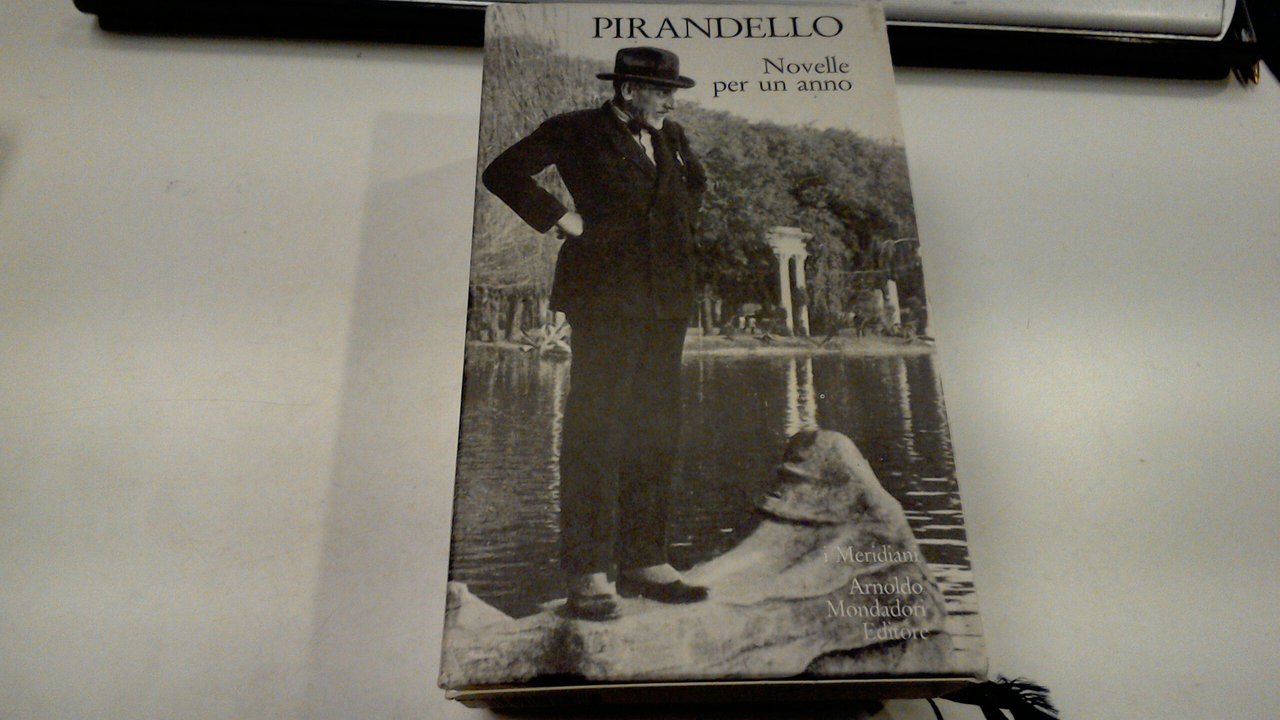 PIRANDELLO
Novelle
per un anno
i Meridiani
Arnoldo
Mondadori
Editore